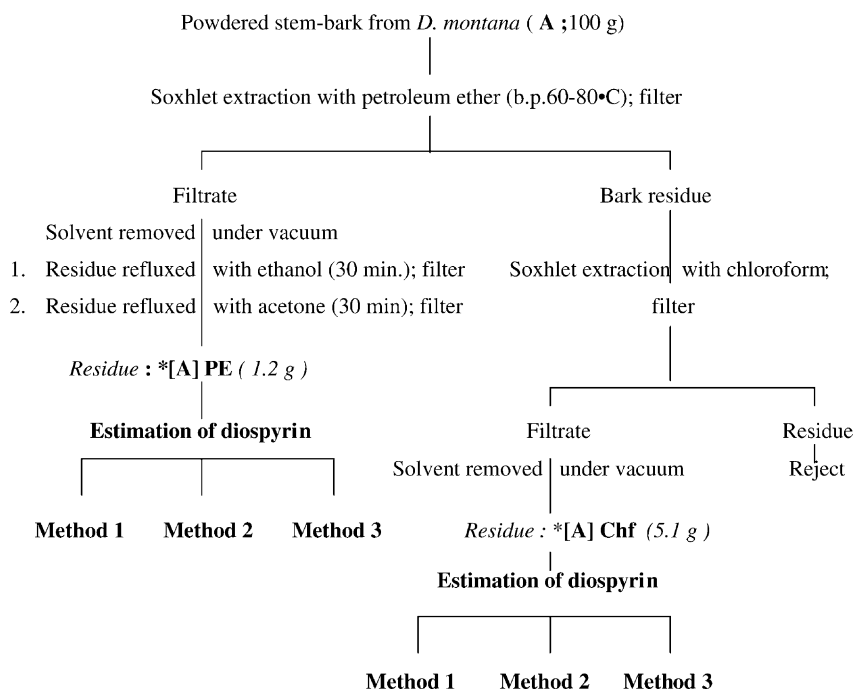 Powdered stem-bark from D. montana ( A ;100 g)
Soxhlet extraction with petroleum ether (b.p.60-80•C); filter
Filtrate
Solvent removed under vacuum
1. Residue refluxed with ethanol (30 min.); filter
2. Residue refluxed with acetone (30 min); filter
Residue : *[A] PE ( 1.2 g )
Estimation of diospyrin
Method 1 Method 2 Method 3
Bark residue
Soxhlet extraction with chloroform;
filter
Filtrate
Solvent removed under vacuum
Residue : *[A] Chf (5.1 g )
Estimation of diospyrin
Method 1 Method 2 Method 3
Residue
Reject